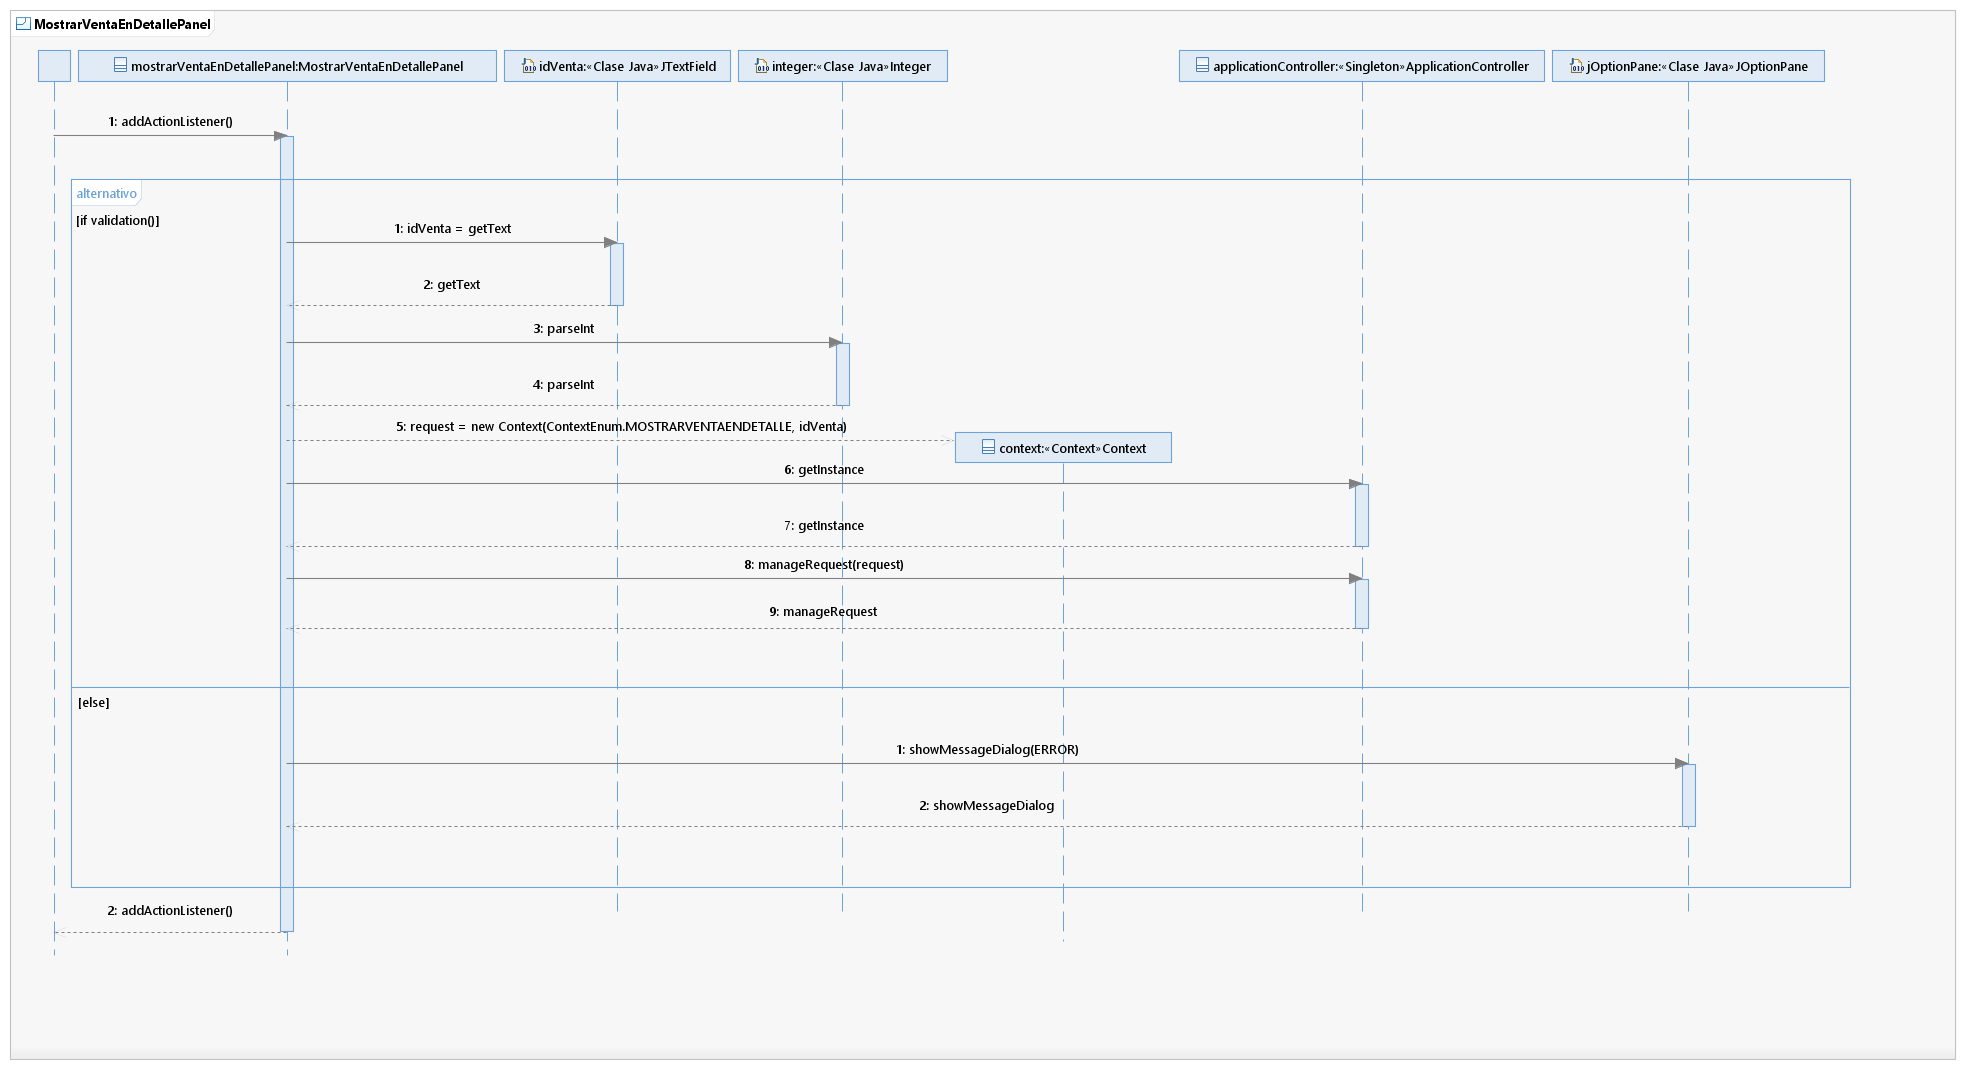 MostrarVentaEnDetallePanel
mostrarVentaEnDetallePanel:MostrarVentaEnDetallePanel
idVenta:«Clase Java»JTextField
integer:«Clase Java»Integer
applicationController:«Singleton»ApplicationController
jOptionPane:«Clase Java»JOptionPane
1: addActionListener()
alternativo
[if validation()]
1: idVenta = getText
2: getText
3: parseInt
4: parseInt
5: request = new Context(ContextEnum.MOSTRARVENTAENDETALLE, idVenta)
context:«Context»Context
6: getInstance
7: getInstance
8: manageRequest(request)
9: manageRequest
[else]
1: showMessageDialog(ERROR)
2: showMessageDialog
2: addActionListener()